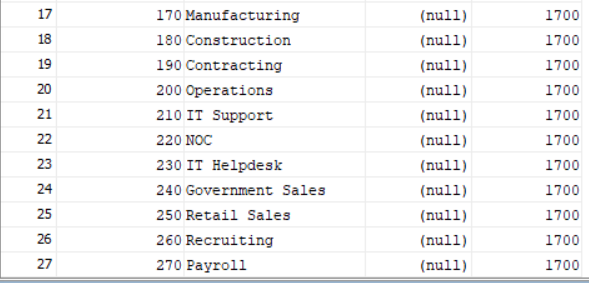 17 170 Manufacturing (null) 1700
18 180 Construction (null) 1700
19 190 Contracting (null) 1700
20 200 Operations (null) 1700
21 210 IT Support (null) 1700
22 220 NOC (null) 1700
23 230 IT Helpdesk (null) 1700
24 240 Government Sales (null) 1700
25 250 Retail Sales (null) 1700
26 260 Recruiting (null) 1700
27 270 Payroll (null) 1700